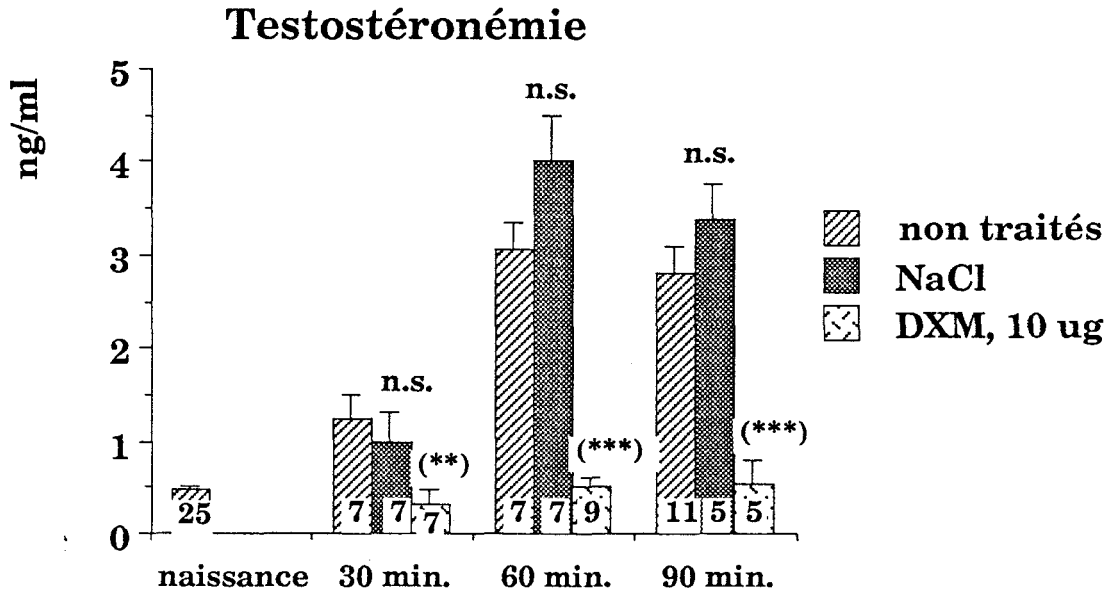 Testostéronémie
ng/ml
5
4
3
2
1
0
n.s.
n.s.
n.s.
(**)
(***)
(***)
25
7 7 7
7 7 9
11 5 5
naissance 30 min. 60 min. 90 min.
non traités
NaCl
DXM, 10 ug